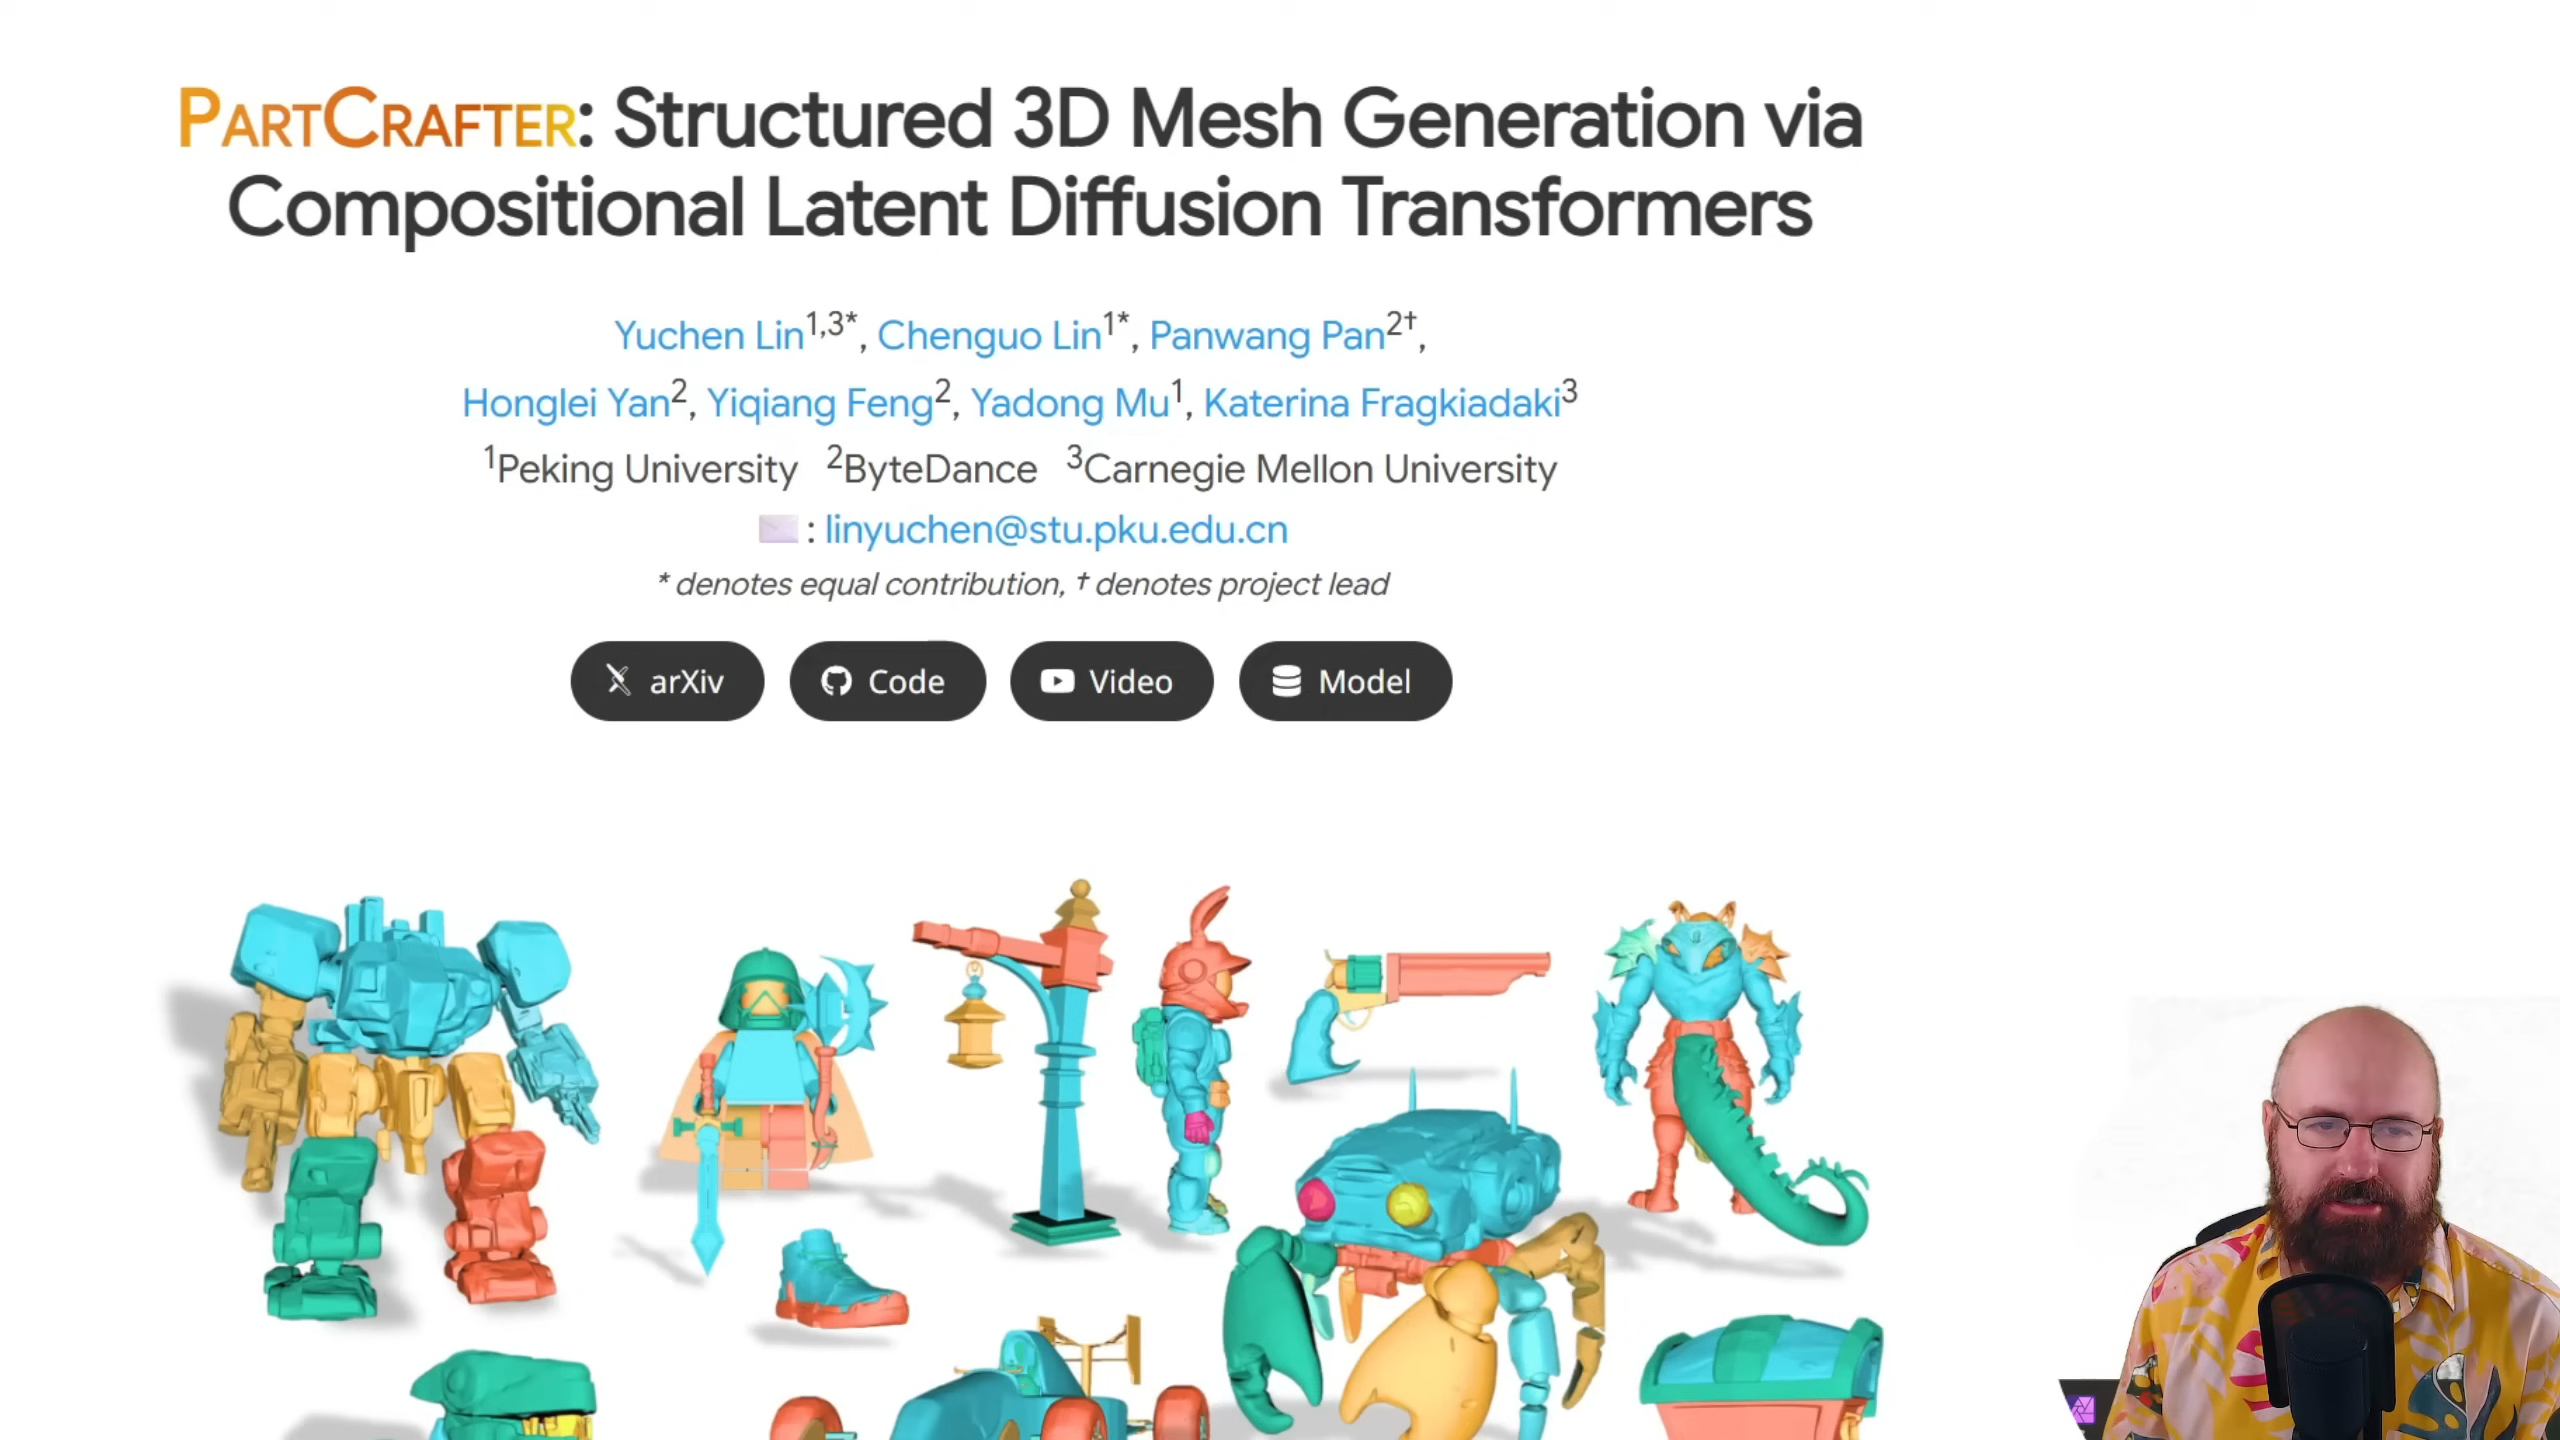 PARTCRAFTER: Structured 3D Mesh Generation via
Compositional Latent Diffusion Transformers
Yuchen Lin1,3*, Chenguo Lin1*, Panwang Pan2†,
Honglei Yan2, Yiqiang Feng2, Yadong Mu1, Katerina Fragkiadaki3
1Peking University 2ByteDance 3Carnegie Mellon University
: linyuchen@stu.pku.edu.cn
* denotes equal contribution, † denotes project lead
arXiv Code Video Model